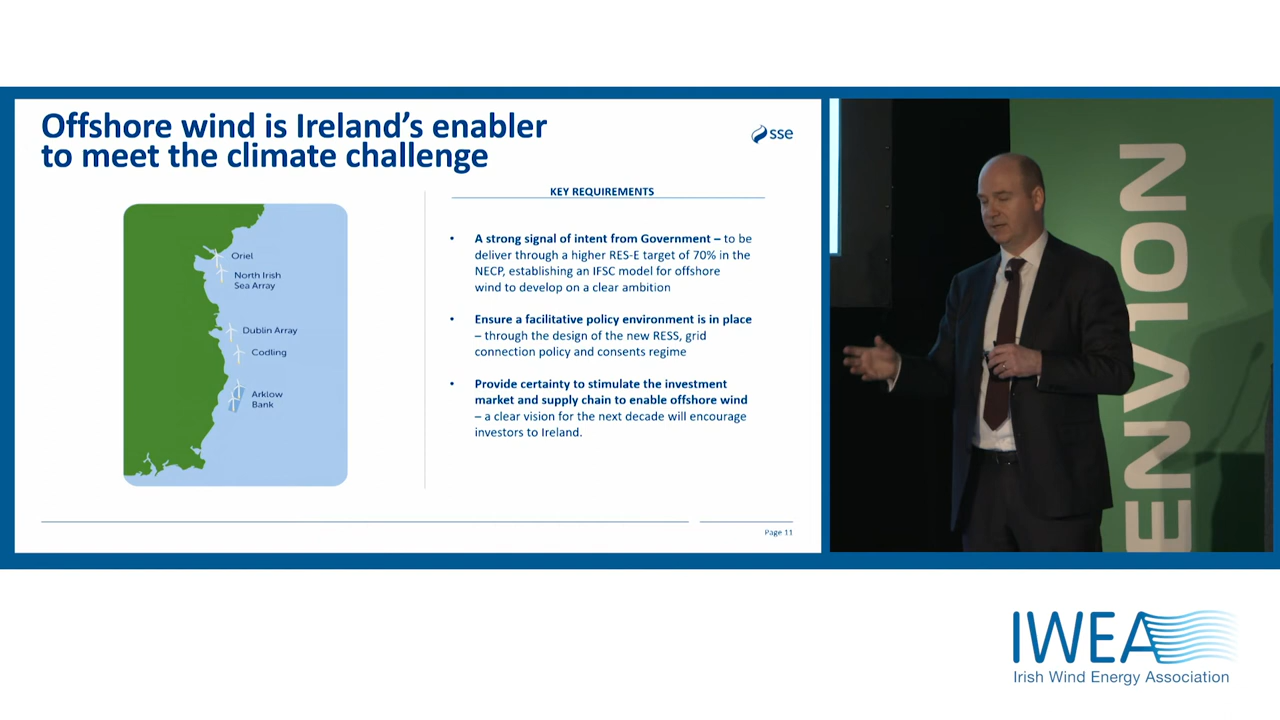 Offshore wind is Ireland's enabler
to meet the climate challenge
sse
Oriel
North Irish
Sea Array
Dublin Array
Codling
Arklow
Bank
KEY REQUIREMENTS
• A strong signal of intent from Government – to be
deliver through a higher RES-E target of 70% in the
NECP, establishing an IFSC model for offshore
wind to develop on a clear ambition
• Ensure a facilitative policy environment is in place
– through the design of the new RESS, grid
connection policy and consents regime
• Provide certainty to stimulate the investment
market and supply chain to enable offshore wind
– a clear vision for the next decade will encourage
investors to Ireland.
Page 11
ENVISION
IWEA
Irish Wind Energy Association